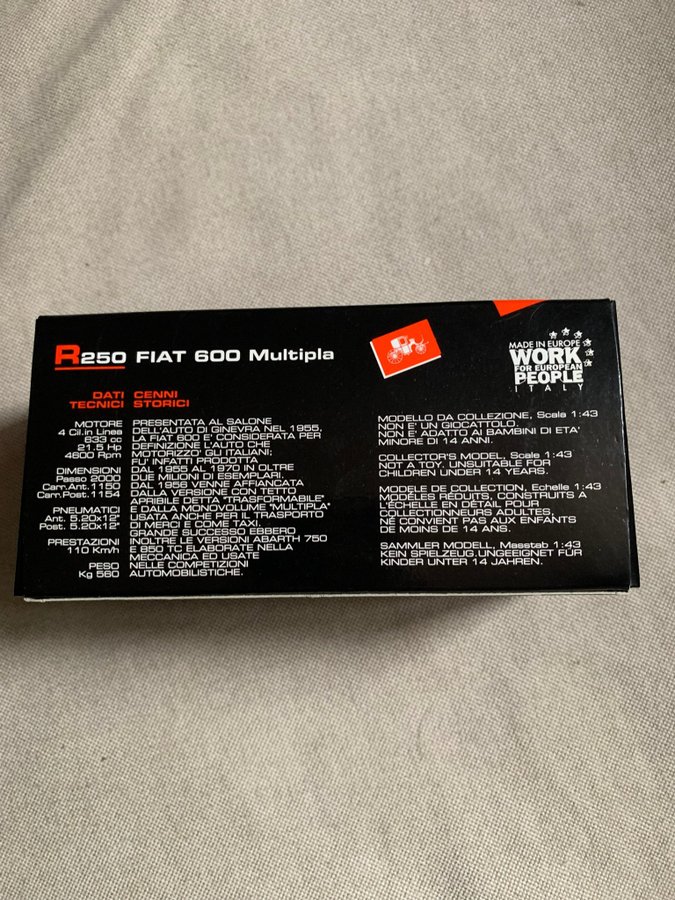 R250 FIAT 600 Multipla
MADE IN EUROPE
WORK
FOR EUROPEAN
PEOPLE
ITALY
DATI
TECNICI
MOTORE
4 Cil.in Linea
633 cc
21.5 Hp
4600 Rpm
DIMENSIONI
Passo 2000
Carr.Ant.1150
Carr.Post.1154
PNEUMATICI
Ant. 5.20x12"
Post. 5.20x12"
PRESTAZIONI
110 Km/h
PESO
Kg 560
CENNI
STORICI
PRESENTATA AL SALONE
DELL'AUTO DI GINEVRA NEL 1955,
LA FIAT 600 E' CONSIDERATA PER
DEFINIZIONE L'AUTO CHE
MOTORIZZO' GLI ITALIANI;
FU' INFATTI PRODOTTA
DAL 1955 AL 1970 IN OLTRE
DUE MILIONI DI ESEMPLARI.
DAL 1956 VENNE AFFIANCATA
DALLA VERSIONE CON TETTO
APRIBILE DETTA "TRASFORMABILE"
E DALLA MONOVOLUME "MULTIPLA"
USATA ANCHE PER IL TRASPORTO
DI MERCI E COME TAXI.
GRANDE SUCCESSO EBBERO
INOLTRE LE VERSIONI ABARTH 750
E 850 TC ELABORATE NELLA
MECCANICA ED USATE
NELLE COMPETIZIONI
AUTOMOBILISTICHE.
MODELLO DA COLLEZIONE, Scala 1:43
NON E' UN GIOCATTOLO.
NON E' ADATTO AI BAMBINI DI ETA'
MINORE DI 14 ANNI.
COLLECTOR'S MODEL, Scale 1:43
NOT A TOY. UNSUITABLE FOR
CHILDREN UNDER 14 YEARS.
MODELE DE COLLECTION, Echelle 1:43
MODÈLES RÉDUITS, CONSTRUITS A
L'ÉCHELLE EN DÉTAIL POUR
COLLECTIONNEURS ADULTES,
NÉ CONVIENT PAS AUX ENFANTS
DE MOINS DE 14 ANS.
SAMMLER MODELL, Masstab 1:43
KEIN SPIELZEUG.UNGEEIGNET FÜR
KINDER UNTER 14 JAHREN.